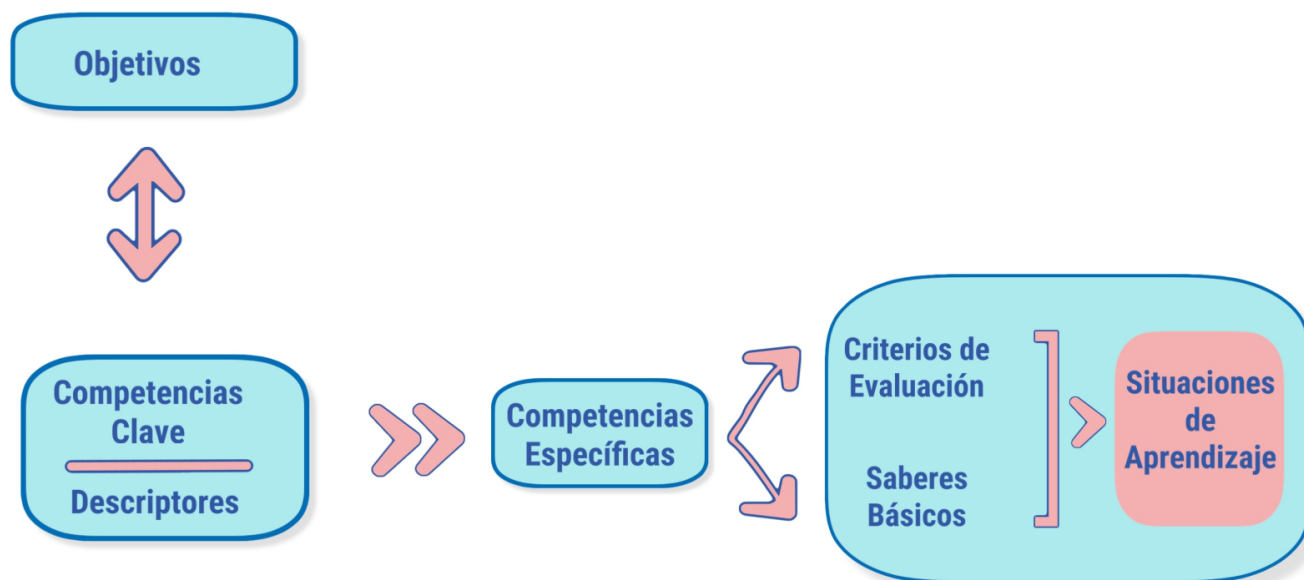 Objetivos
Competencias
Clave
Descriptores
Competencias
Específicas
Criterios de
Evaluación
Saberes
Básicos
Situaciones
de
Aprendizaje